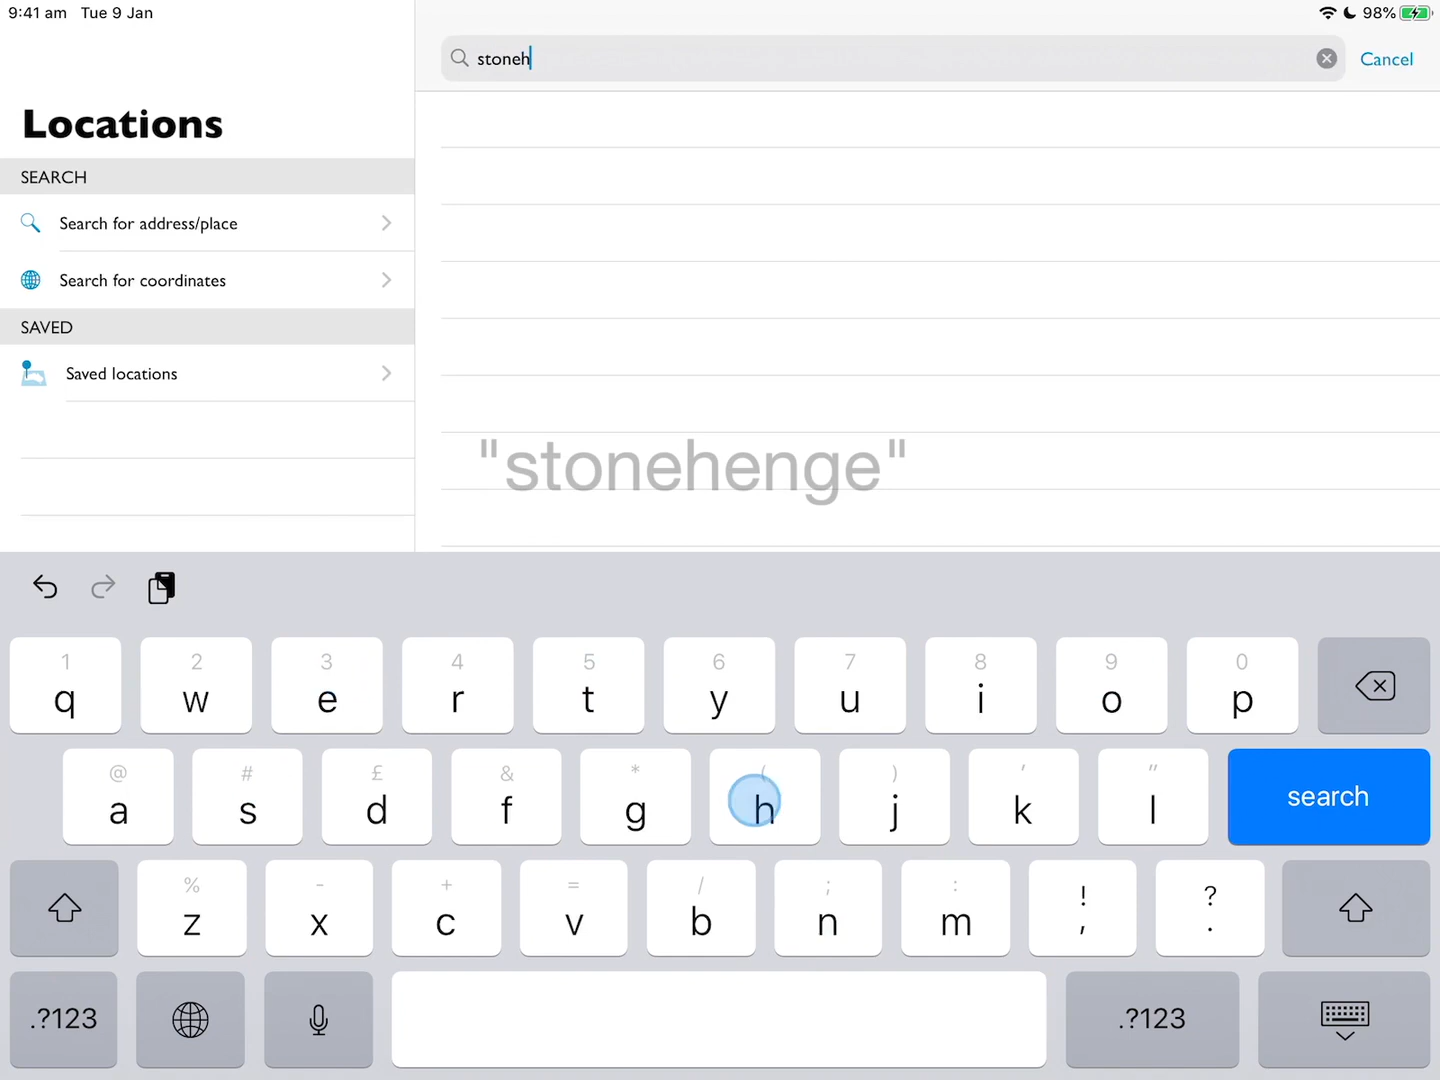 9:41 am Tue 9 Jan
98%
stoneh
Cancel
Locations
SEARCH
Search for address/place
Search for coordinates
SAVED
Saved locations
"stonehenge"
1 2 3 4 5 6 7 8 9 0
q w e r t y u i o p
@ # £ & * ( ) ' "
a s d f g h j k l search
% - + = / ; : ! ?
z x c v b n m , .
.?123 .?123